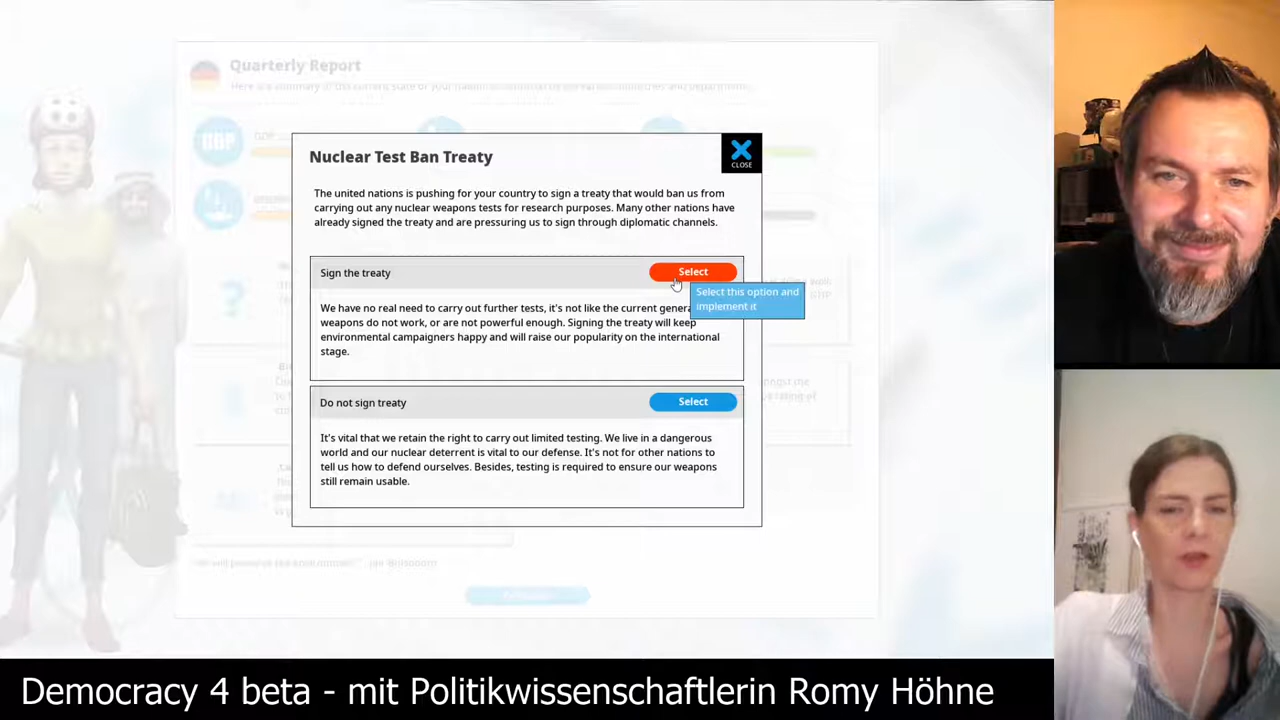 Quarterly Report
GDP
Nuclear Test Ban Treaty
CLOSE
The united nations is pushing for your country to sign a treaty that would ban us from
carrying out any nuclear weapons tests for research purposes. Many other nations have
already signed the treaty and are pressuring us to sign through diplomatic channels.
Sign the treaty
Select
Select this option and
implement it
We have no real need to carry out further tests, it's not like the current genera
weapons do not work, or are not powerful enough. Signing the treaty will keep
environmental campaigners happy and will raise our popularity on the international
stage.
Do not sign treaty
Select
It's vital that we retain the right to carry out limited testing. We live in a dangerous
world and our nuclear deterrent is vital to our defense. It's not for other nations to
tell us how to defend ourselves. Besides, testing is required to ensure our weapons
still remain usable.
Democracy 4 beta - mit Politikwissenschaftlerin Romy Höhne